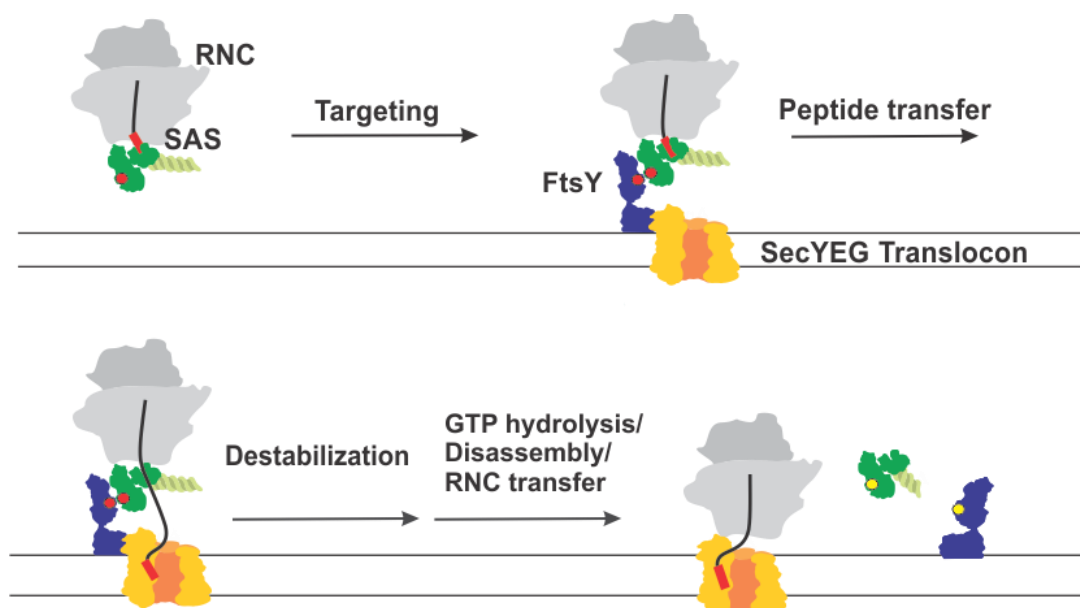 RNC
SAS
Targeting
Peptide transfer
FtsY
SecYEG Translocon
Destabilization
GTP hydrolysis/
Disassembly/
RNC transfer